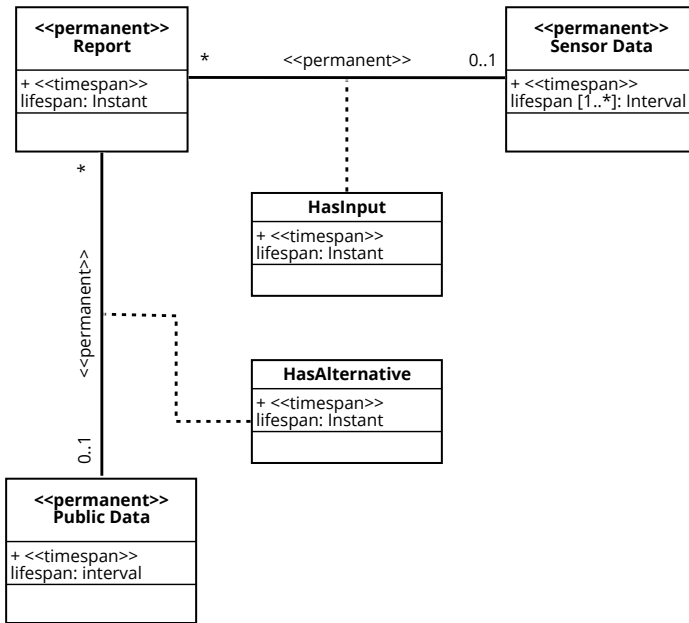 <<permanent>>
Report
+ <<timespan>>
lifespan: Instant
*
<<permanent>>
0..1
<<permanent>>
Sensor Data
+ <<timespan>>
lifespan [1..*]: Interval
*
<<permanent>>
0..1
HasInput
+ <<timespan>>
lifespan: Instant
HasAlternative
+ <<timespan>>
lifespan: Instant
<<permanent>>
Public Data
+ <<timespan>>
lifespan: interval